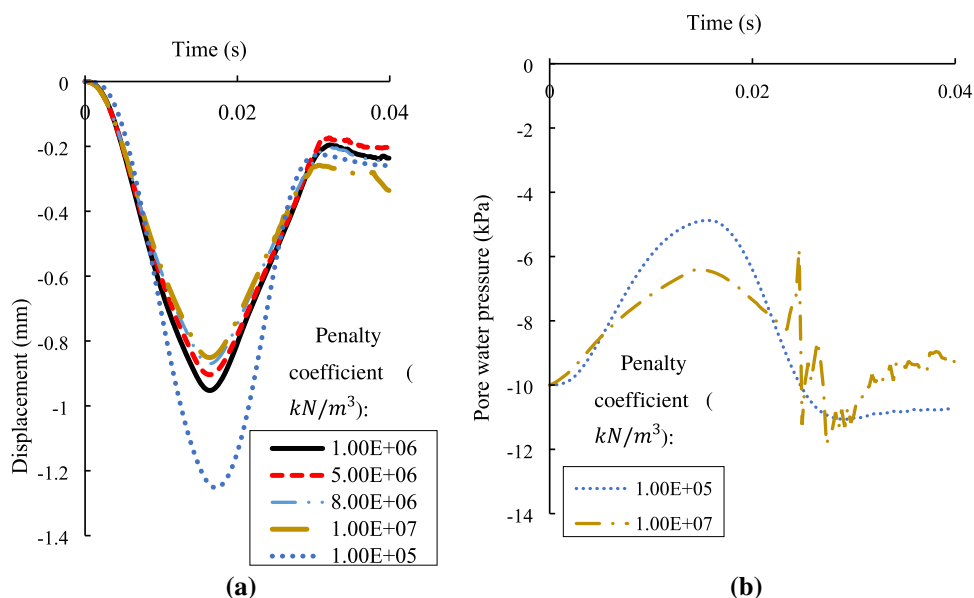 Time (s)
0
0
0.02
0.04
-0.2
-0.4
-0.6
-0.8
-1
-1.2
-1.4
Displacement (mm)
Penalty
coefficient (
kN/m³):
1.00E+06
5.00E+06
8.00E+06
1.00E+07
1.00E+05
(a)
Time (s)
0
0
0.02
0.04
-2
-4
-6
-8
-10
-12
-14
Pore water pressure (kPa)
Penalty
coefficient (
kN/m³):
1.00E+05
1.00E+07
(b)